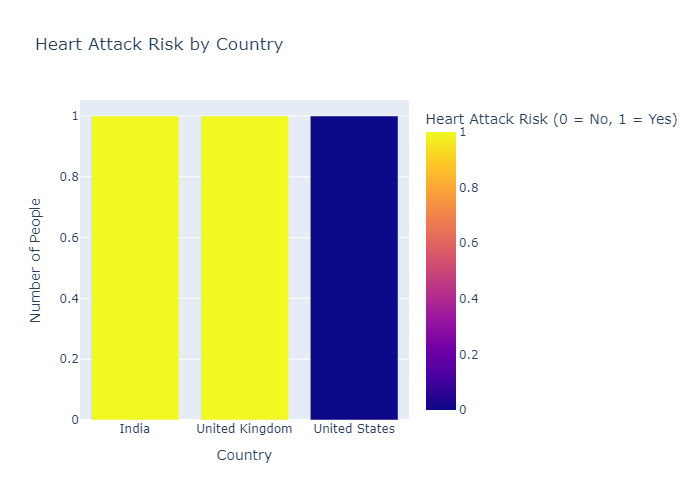 Heart Attack Risk by Country
Heart Attack Risk (0 = No, 1 = Yes)
1
0.8
0.6
0.4
0.2
0
Number of People
India
United Kingdom
United States
Country
1
0.8
0.6
0.4
0.2
0